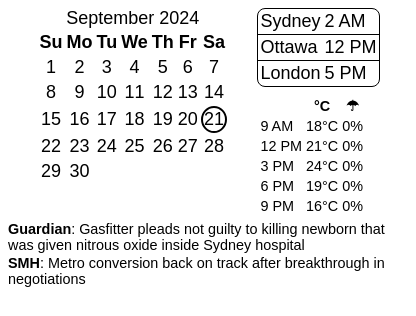 September 2024
Su Mo Tu We Th Fr Sa
1 2 3 4 5 6 7
8 9 10 11 12 13 14
15 16 17 18 19 20 21
22 23 24 25 26 27 28
29 30
Sydney 2 AM
Ottawa 12 PM
London 5 PM
°C ☂
9 AM 18°C 0%
12 PM 21°C 0%
3 PM 24°C 0%
6 PM 19°C 0%
9 PM 16°C 0%
Guardian: Gasfitter pleads not guilty to killing newborn that
was given nitrous oxide inside Sydney hospital
SMH: Metro conversion back on track after breakthrough in
negotiations